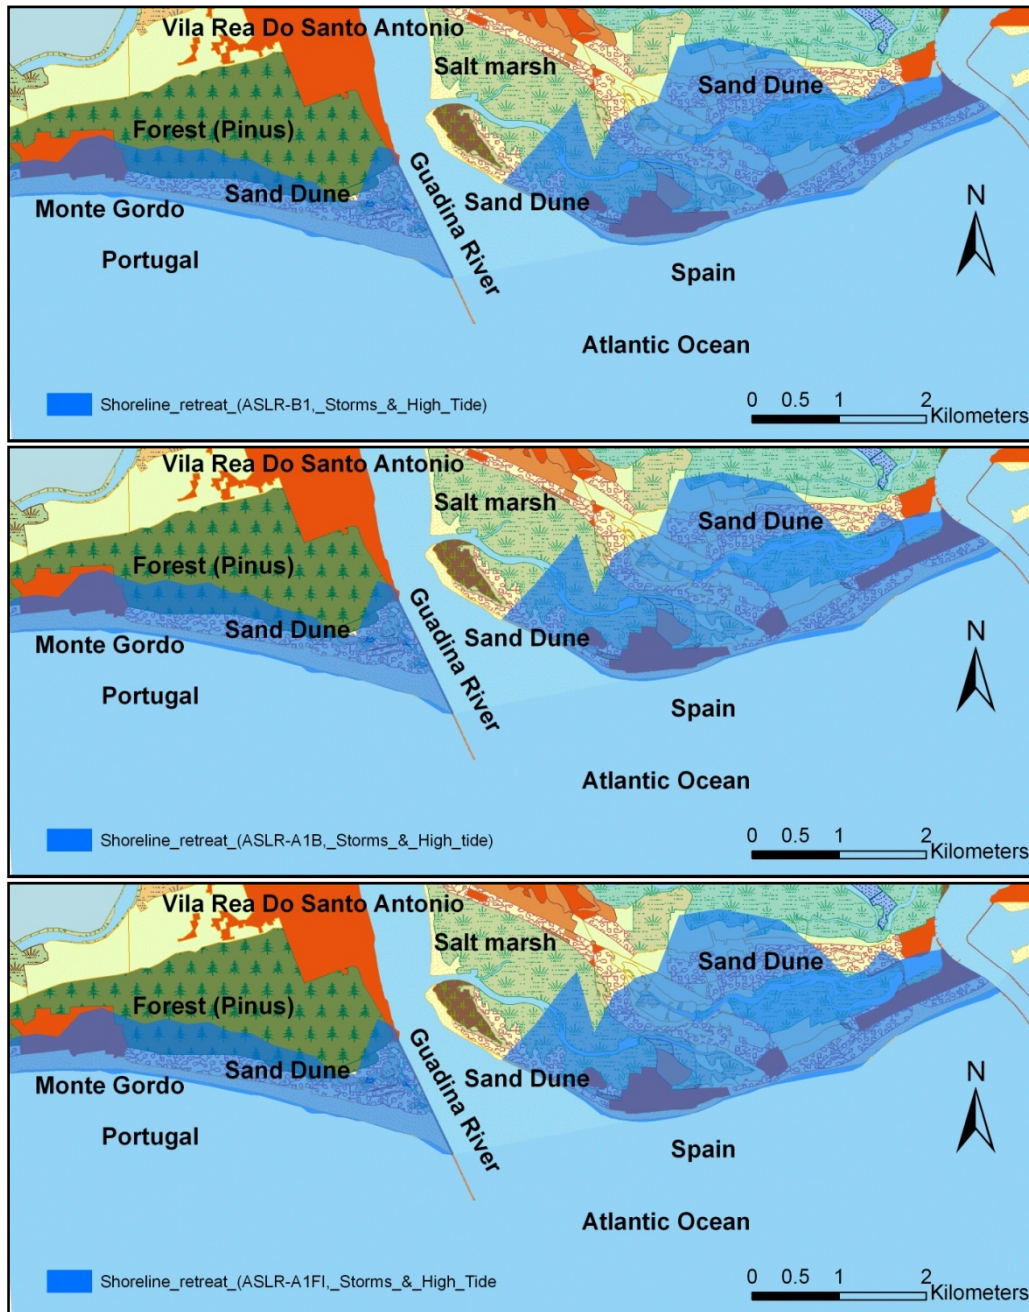 Vila Rea Do Santo Antonio
Salt marsh
Sand Dune
Forest (Pinus)
Sand Dune
Sand Dune
Monte Gordo
Guadina River
N
Portugal
Spain
Atlantic Ocean
Shoreline_retreat_(ASLR-B1,_Storms_&_High_Tide)
0 0.5 1 2
Kilometers
Vila Rea Do Santo Antonio
Salt marsh
Sand Dune
Forest (Pinus)
Sand Dune
Sand Dune
Monte Gordo
Guadina River
N
Portugal
Spain
Atlantic Ocean
Shoreline_retreat_(ASLR-A1B,_Storms_&_High_tide)
0 0.5 1 2
Kilometers
Vila Rea Do Santo Antonio
Salt marsh
Sand Dune
Forest (Pinus)
Sand Dune
Sand Dune
Monte Gordo
Guadina River
N
Portugal
Spain
Atlantic Ocean
Shoreline_retreat_(ASLR-A1FI,_Storms_&_High_Tide
0 0.5 1 2
Kilometers